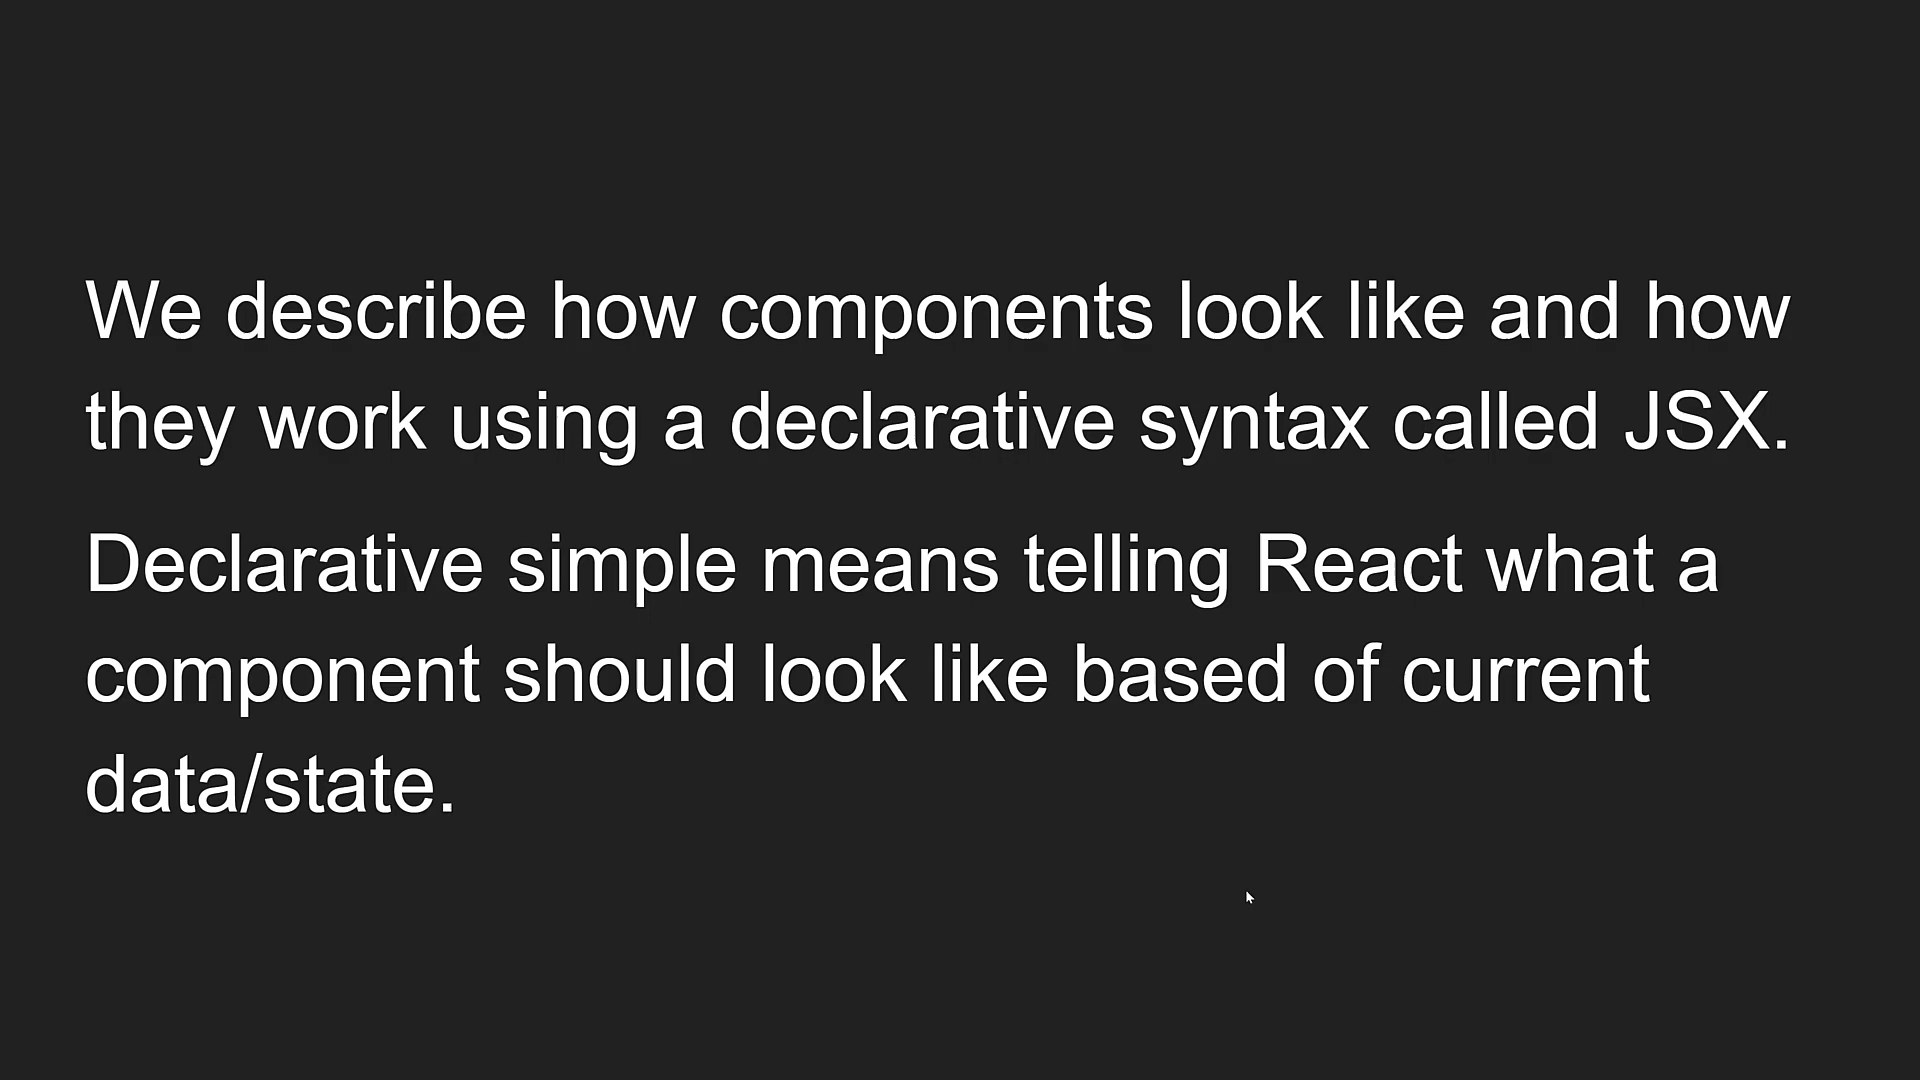 We describe how components look like and how
they work using a declarative syntax called JSX.
Declarative simple means telling React what a
component should look like based of current
data/state.